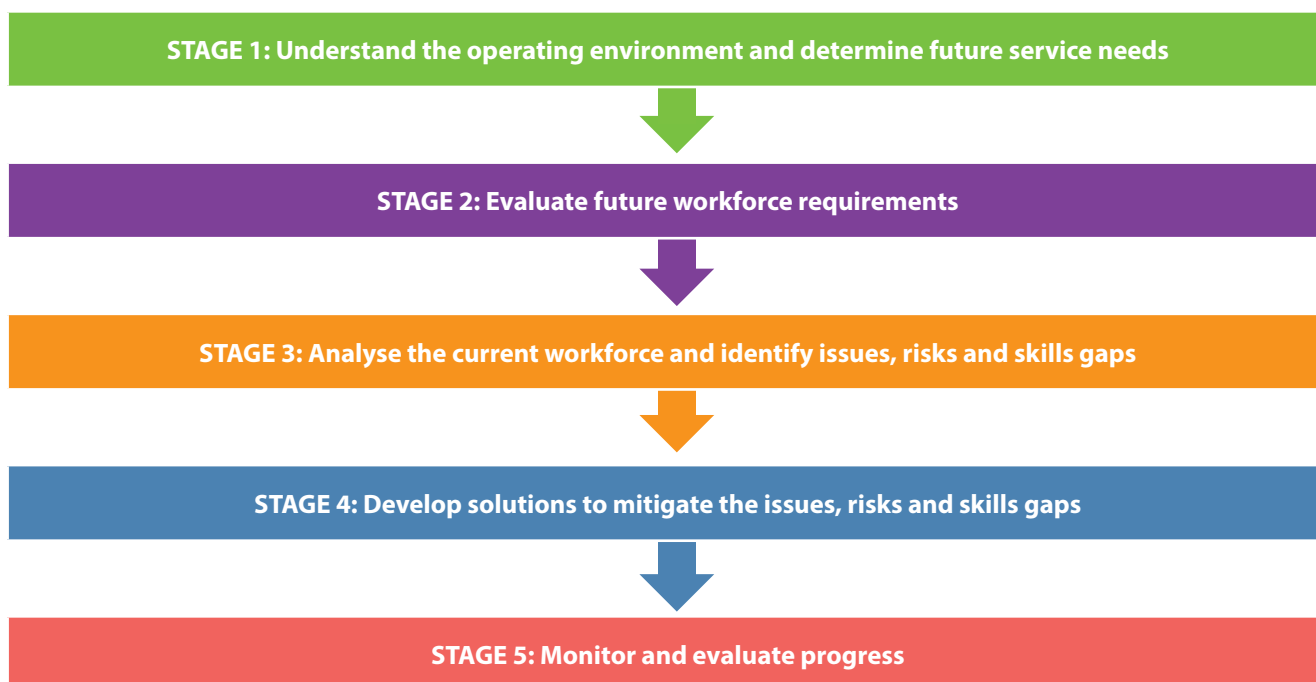 STAGE 1: Understand the operating environment and determine future service needs
STAGE 2: Evaluate future workforce requirements
STAGE 3: Analyse the current workforce and identify issues, risks and skills gaps
STAGE 4: Develop solutions to mitigate the issues, risks and skills gaps
STAGE 5: Monitor and evaluate progress